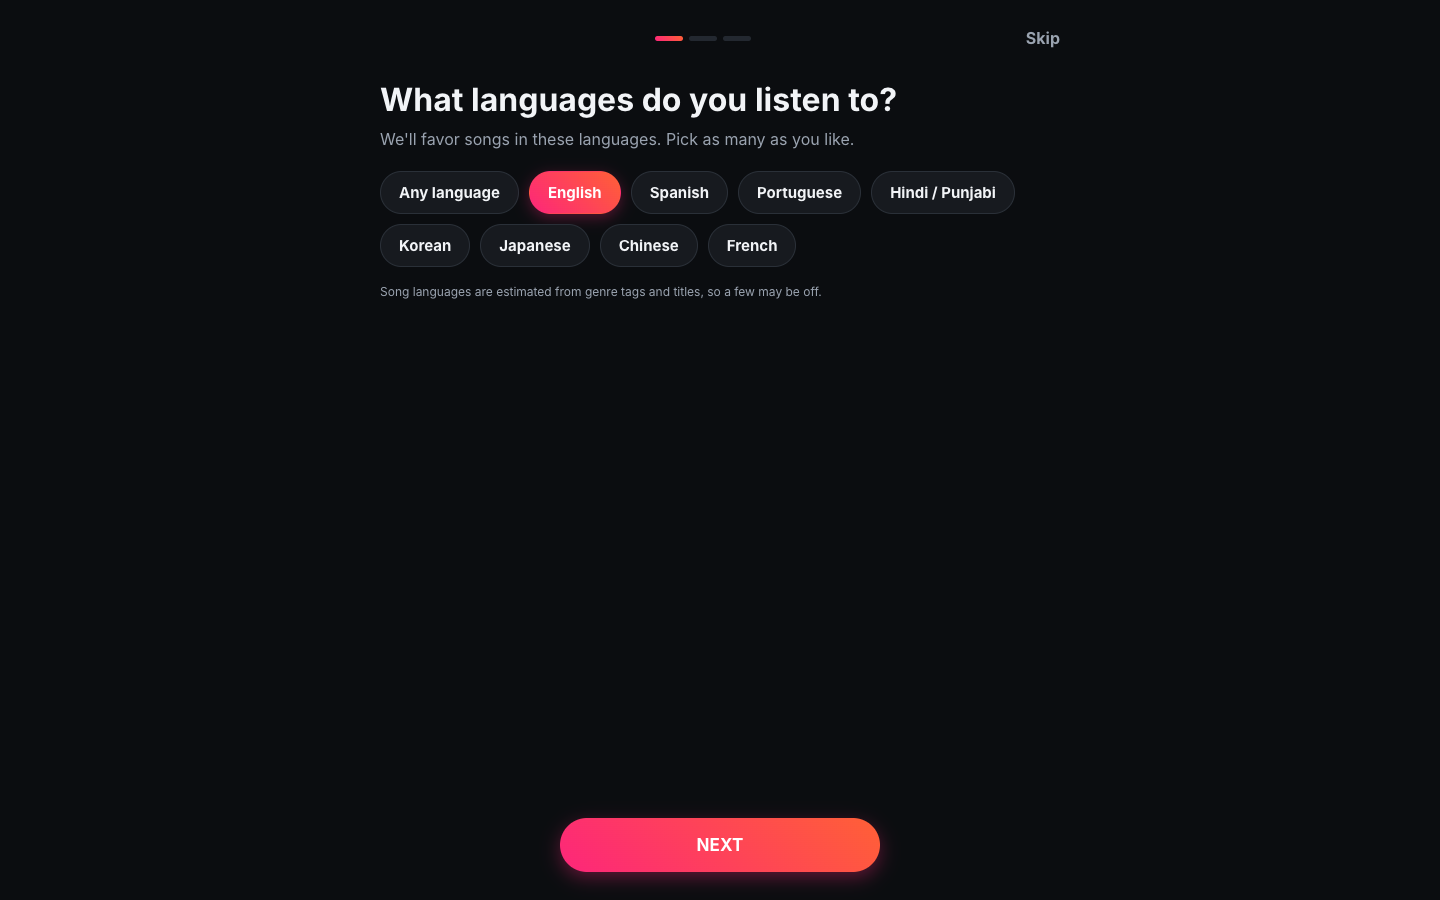 Skip
What languages do you listen to?
We'll favor songs in these languages. Pick as many as you like.
Any language English Spanish Portuguese Hindi / Punjabi
Korean Japanese Chinese French
Song languages are estimated from genre tags and titles, so a few may be off.
NEXT